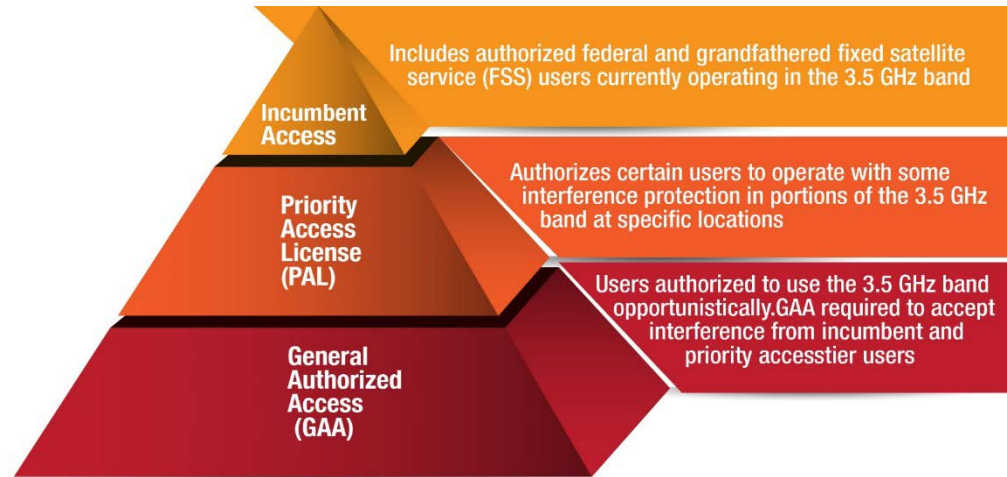 Includes authorized federal and grandfathered fixed satellite
service (FSS) users currently operating in the 3.5 GHz band
Incumbent
Access
Authorizes certain users to operate with some
interference protection in portions of the 3.5 GHz
band at specific locations
Priority
Access
License
(PAL)
Users authorized to use the 3.5 GHz band
opportunistically.GAA required to accept
interference from incumbent and
priority accesstier users
General
Authorized
Access
(GAA)